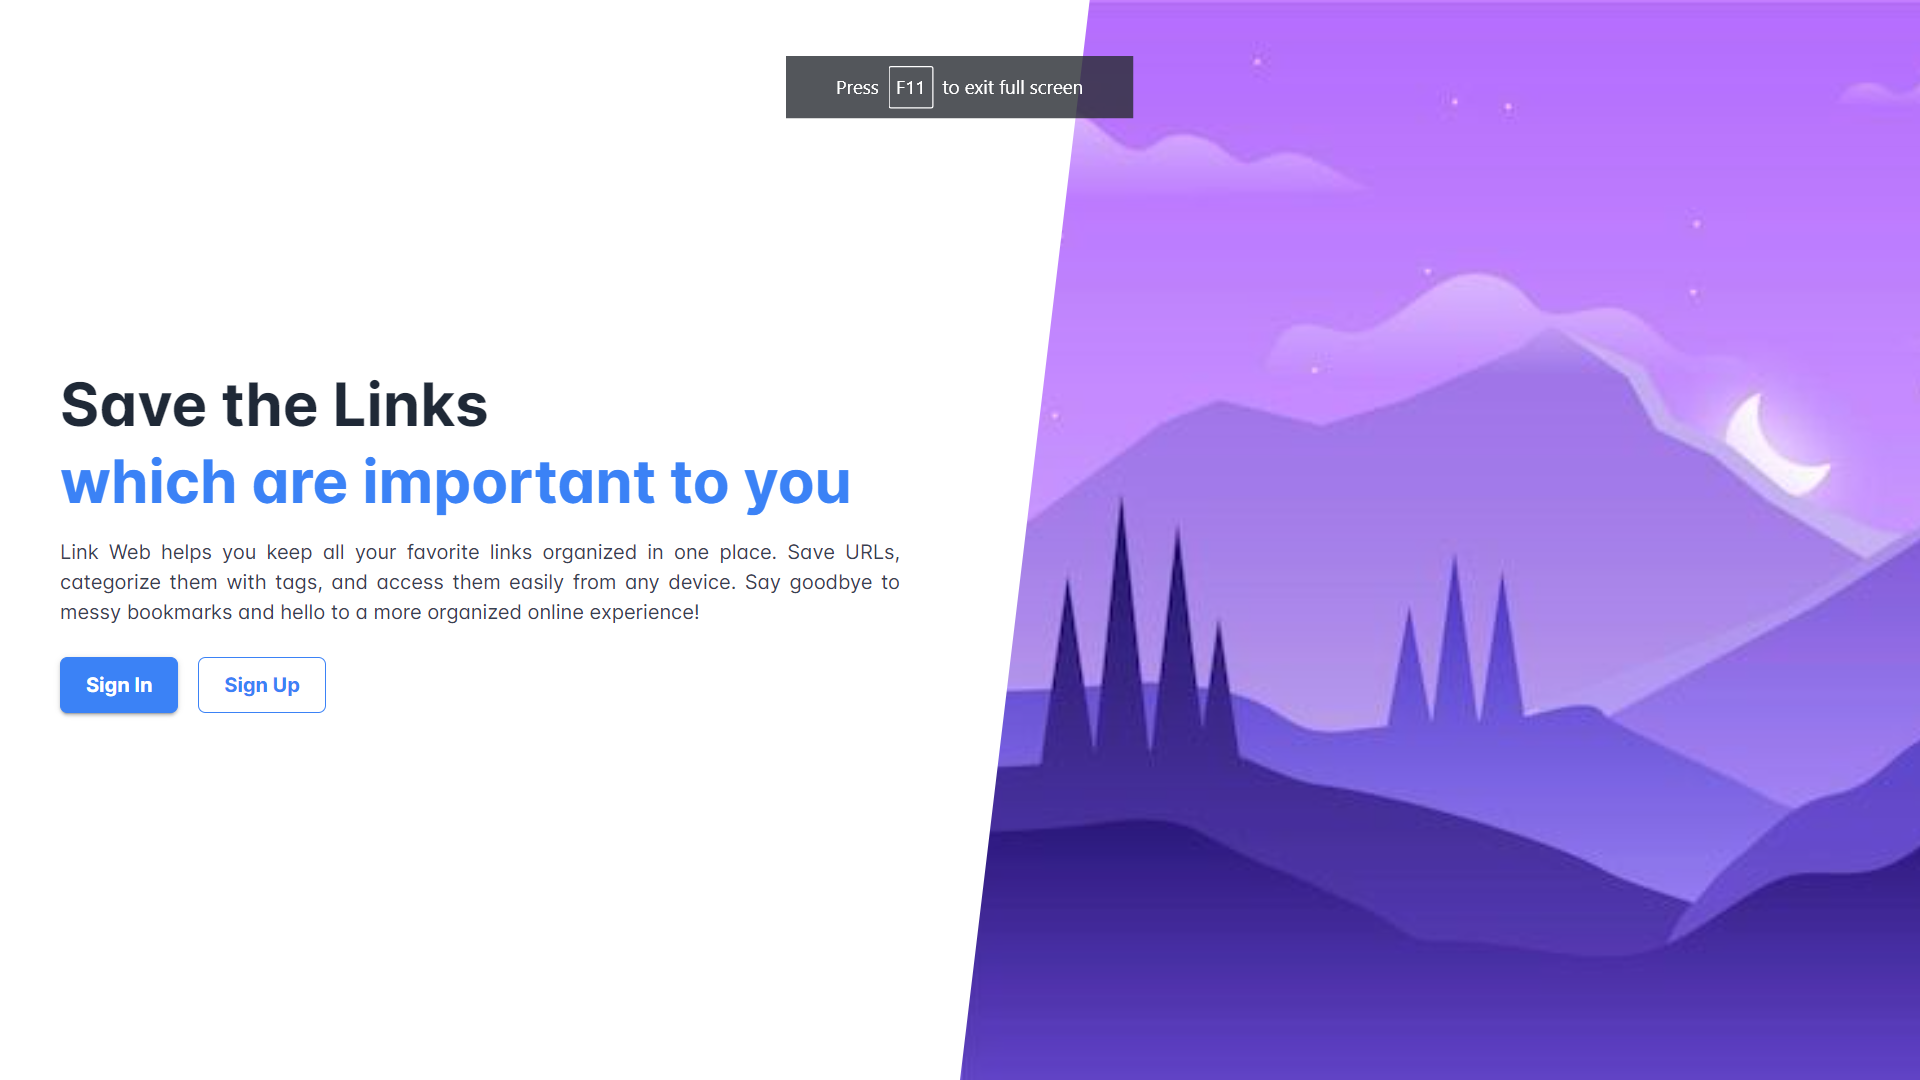 Press F11 to exit full screen
Save the Links
which are important to you
Link Web helps you keep all your favorite links organized in one place. Save URLs,
categorize them with tags, and access them easily from any device. Say goodbye to
messy bookmarks and hello to a more organized online experience!
Sign In Sign Up